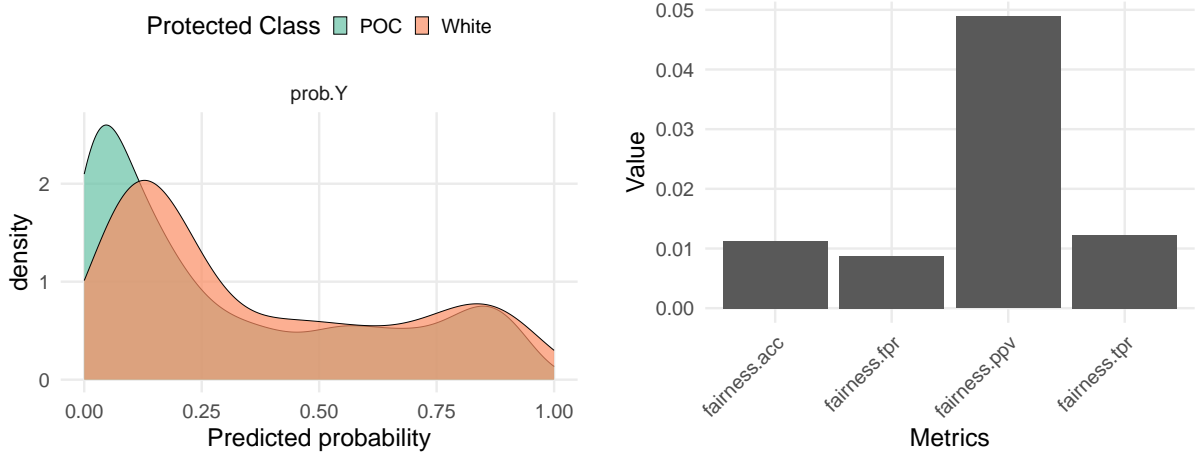 Protected Class POC White
prob.Y
density
2
1
0
0.00 0.25 0.50 0.75 1.00
Predicted probability
Value
0.05
0.04
0.03
0.02
0.01
0.00
fairness.acc
fairness.fpr
fairness.ppv
fairness.tpr
Metrics